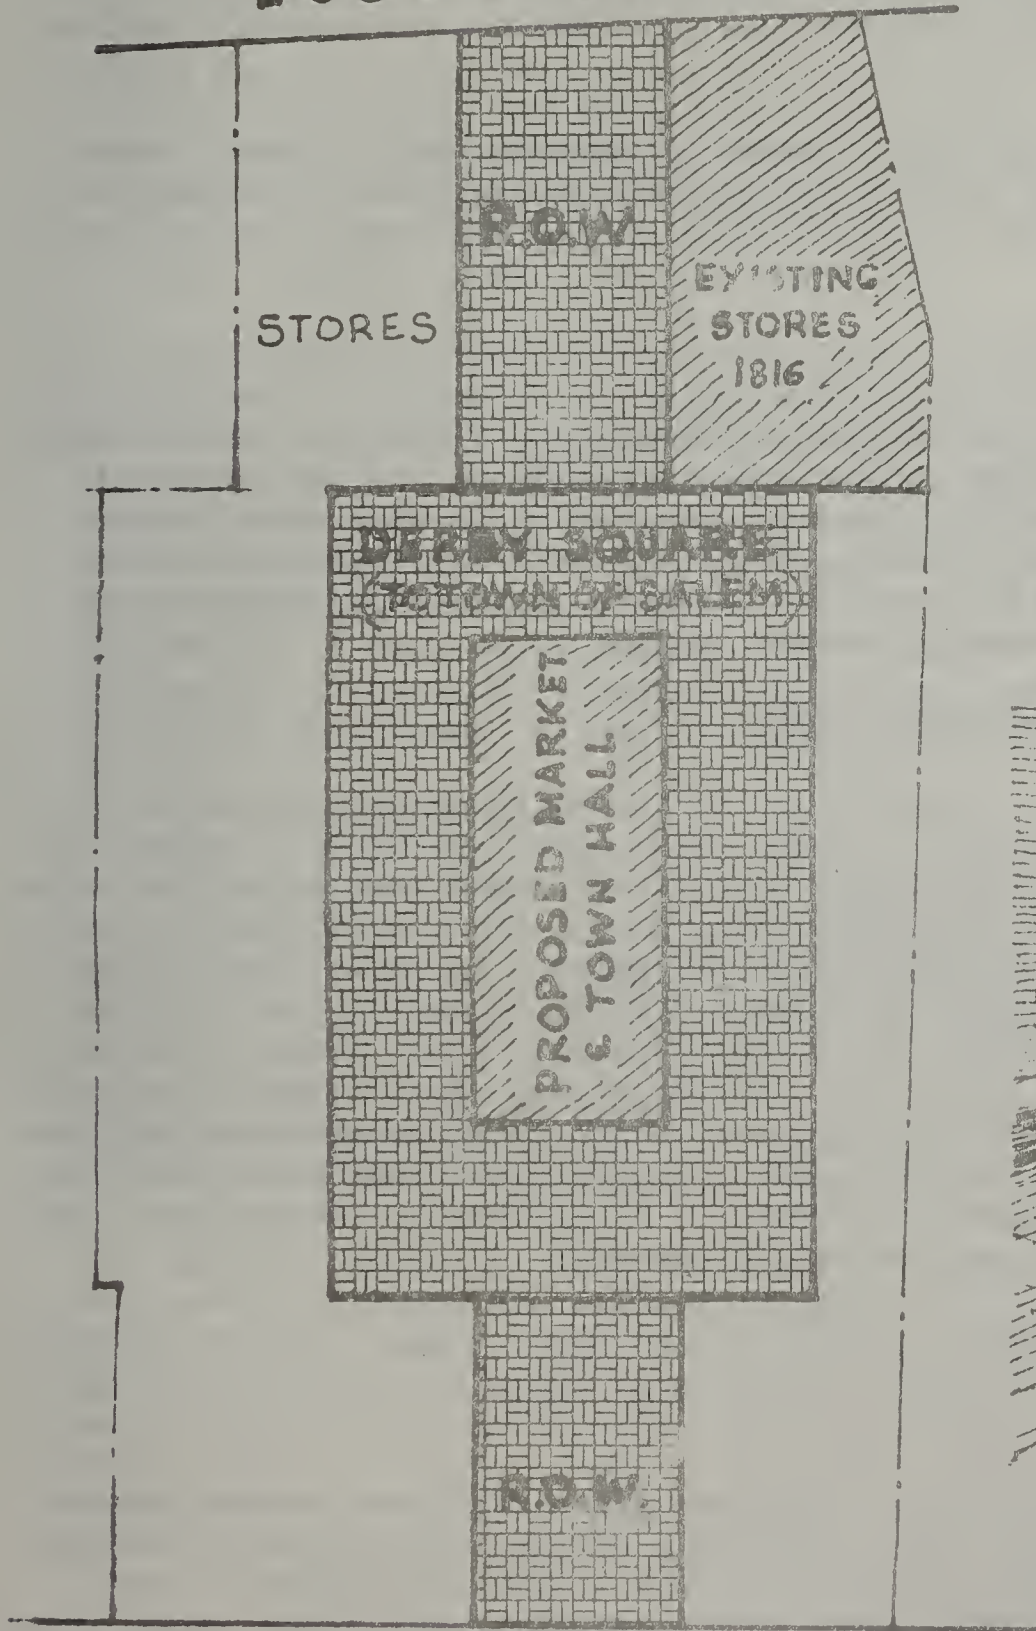 R.O.W
STORES
EXISTING
STORES
1816
DERBY SQUARE
(TO TOWN OF SALEM)
PROPOSED MARKET
& TOWN HALL
R.O.W.